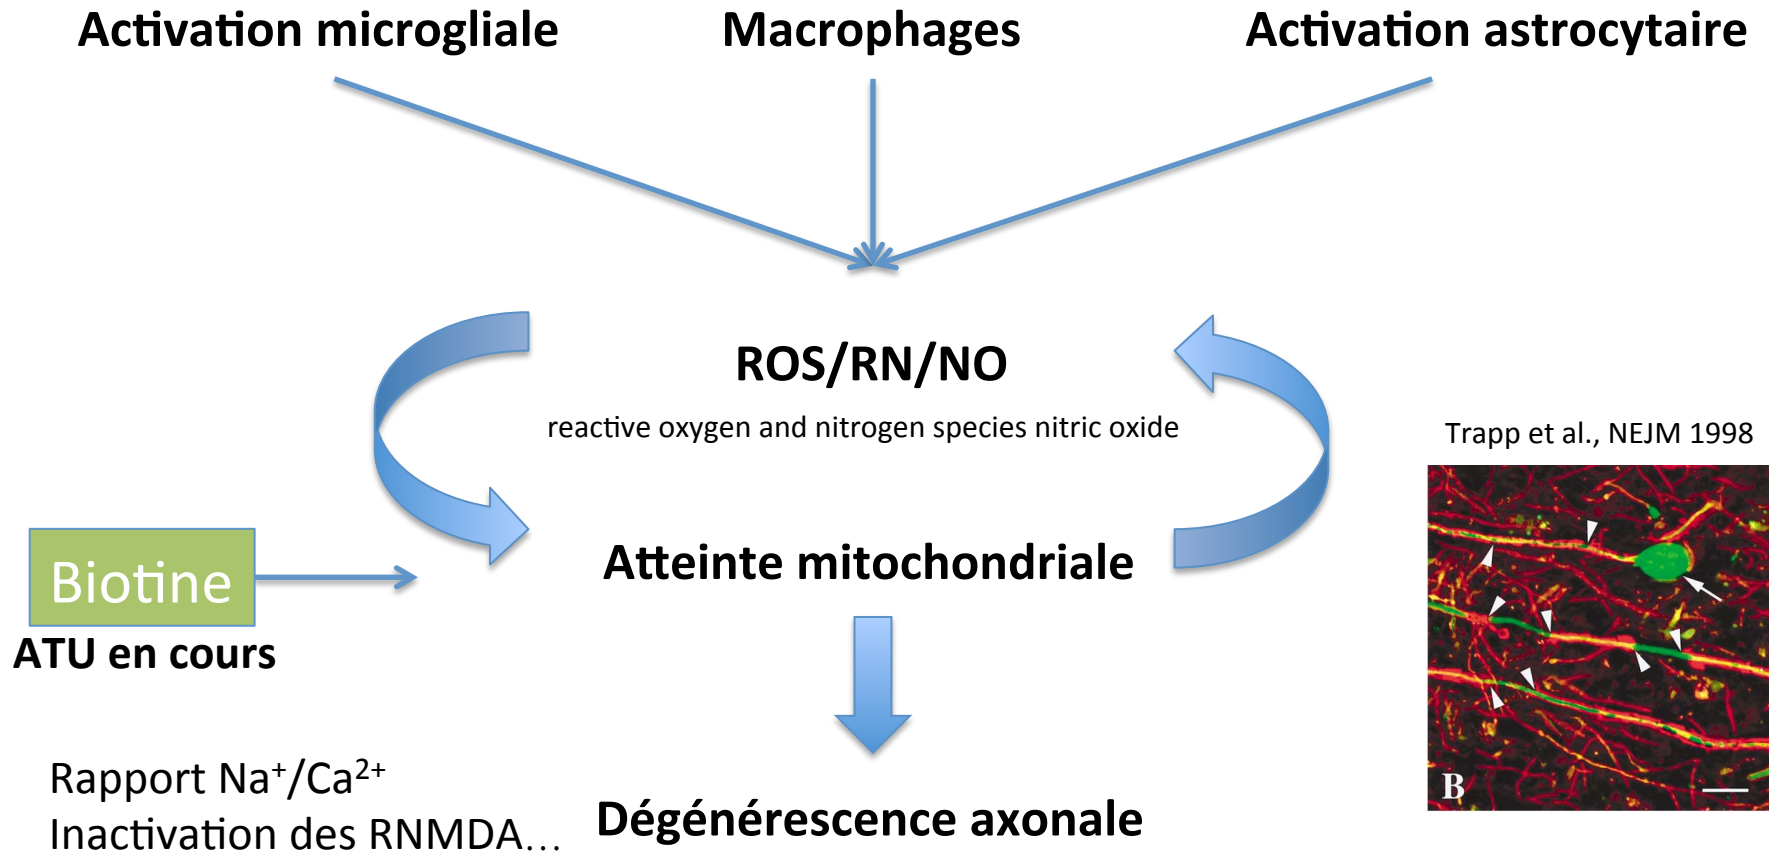 Activation microgliale
Macrophages
Activation astrocytaire
ROS/RN/NO
reactive oxygen and nitrogen species nitric oxide
Trapp et al., NEJM 1998
Atteinte mitochondriale
Biotine
ATU en cours
Rapport Na⁺/Ca²⁺
Inactivation des RNMDA...
Dégénérescence axonale
B